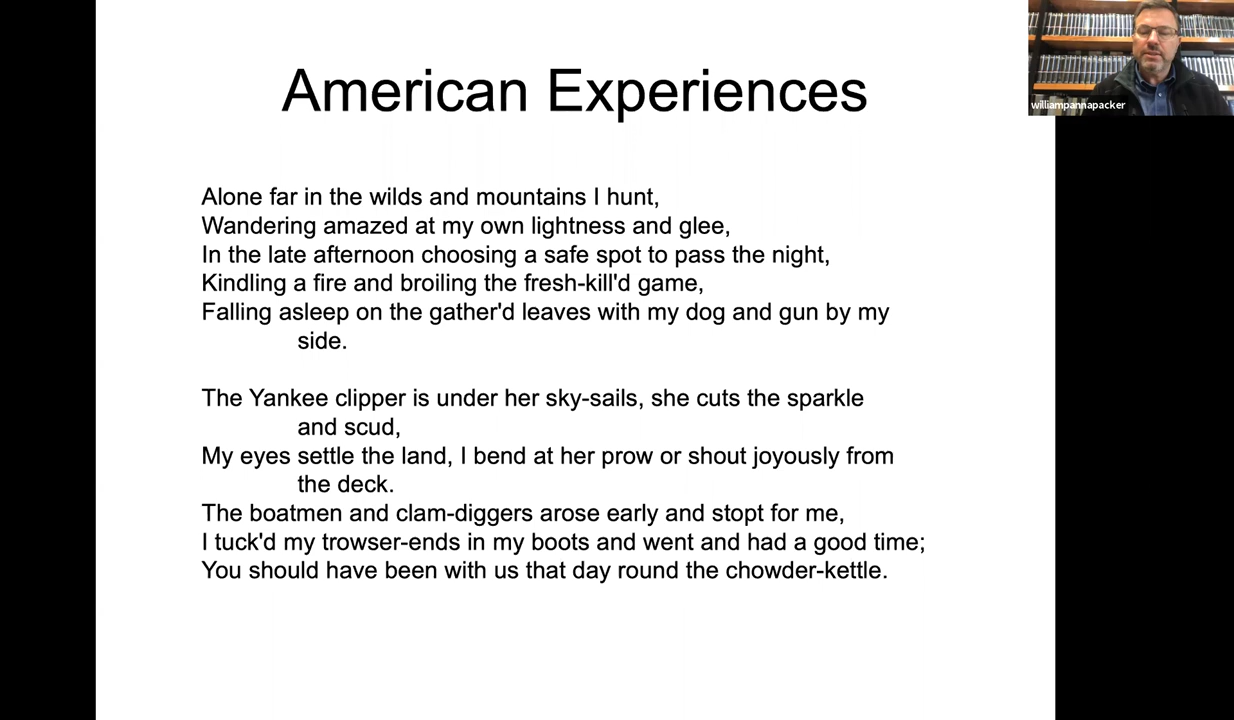 American Experiences
williampannapacker
Alone far in the wilds and mountains I hunt,
Wandering amazed at my own lightness and glee,
In the late afternoon choosing a safe spot to pass the night,
Kindling a fire and broiling the fresh-kill'd game,
Falling asleep on the gather'd leaves with my dog and gun by my
side.
The Yankee clipper is under her sky-sails, she cuts the sparkle
and scud,
My eyes settle the land, I bend at her prow or shout joyously from
the deck.
The boatmen and clam-diggers arose early and stopt for me,
I tuck'd my trowser-ends in my boots and went and had a good time;
You should have been with us that day round the chowder-kettle.